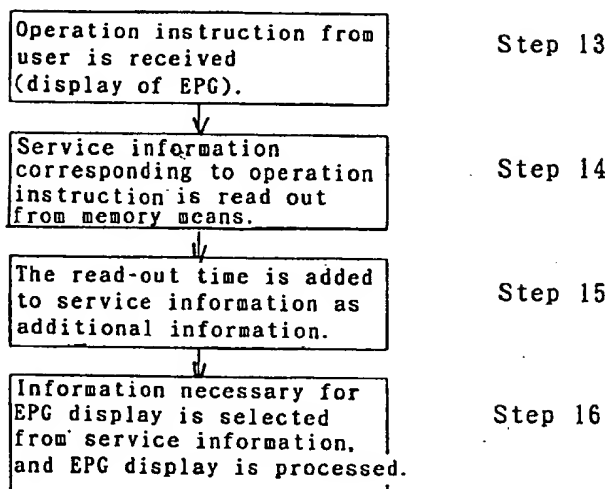 Operation instruction from
user is received
(display of EPG).
Step 13
Service information
corresponding to operation
instruction is read out
from memory means.
Step 14
The read-out time is added
to service information as
additional information.
Step 15
Information necessary for
EPG display is selected
from service information,
and EPG display is processed.
Step 16